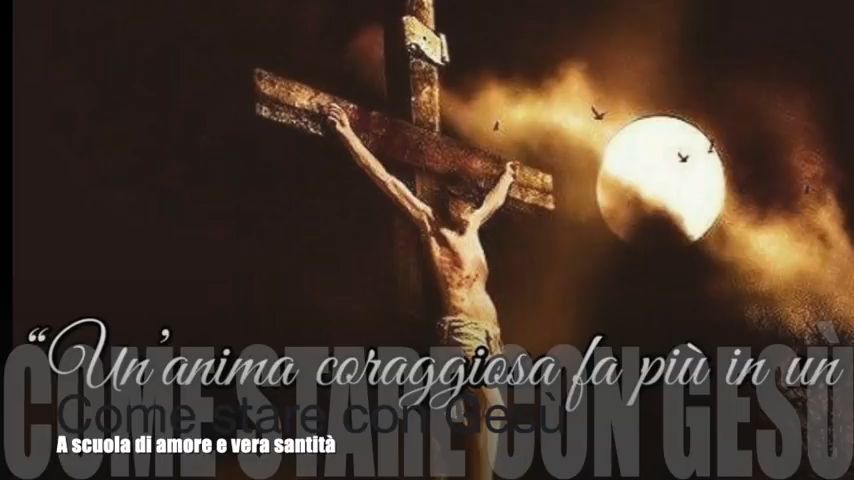 “Un'anima coraggiosa fa più in un
COME STARE CON GESÙ
Come stare con Gesù
A scuola di amore e vera santità